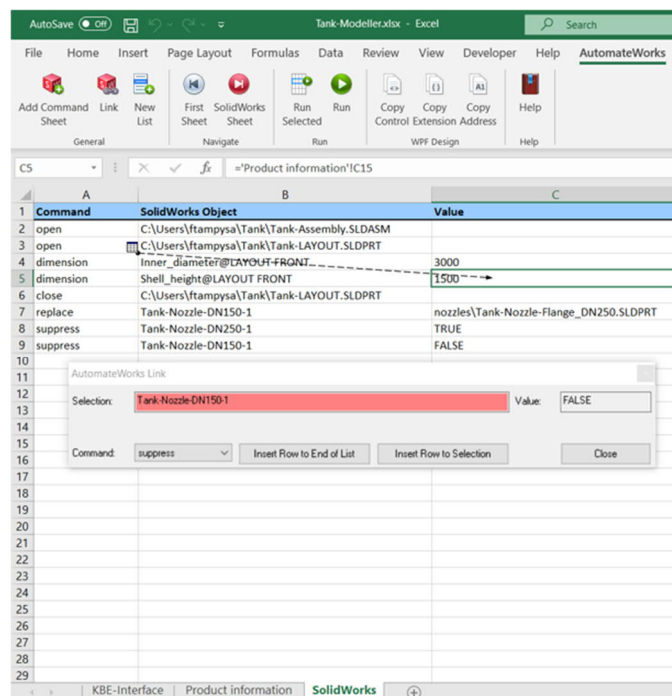 AutoSave Off Tank-Modeller.xlsx - Excel Search
File Home Insert Page Layout Formulas Data Review View Developer Help AutomateWorks
Add Command Sheet Link New List First Sheet SolidWorks Sheet Run Selected Run Copy Control Copy Extension Copy Address Help
General Navigate Run WPF Design Help
C5 fx ='Product information'!C15
A B C
1 Command SolidWorks Object Value
2 open C:\Users\ftampysa\Tank\Tank-Assembly.SLDASM
3 open C:\Users\ftampysa\Tank\Tank-LAYOUT.SLDPRT
4 dimension Inner_diameter@LAYOUT FRONT 3000
5 dimension Shell_height@LAYOUT FRONT 1500
6 close C:\Users\ftampysa\Tank\Tank-LAYOUT.SLDPRT
7 replace Tank-Nozzle-DN150-1 nozzles\Tank-Nozzle-Flange_DN250.SLDPRT
8 suppress Tank-Nozzle-DN250-1 TRUE
9 suppress Tank-Nozzle-DN150-1 FALSE
10
11 AutomateWorks Link
12 Selection: Tank-Nozzle-DN150-1 Value: FALSE
13
14
15 Command: suppress Insert Row to End of List Insert Row to Selection Close
16
17
18
19
20
21
22
23
24
25
26
27
28
29
KBE-Interface Product information SolidWorks